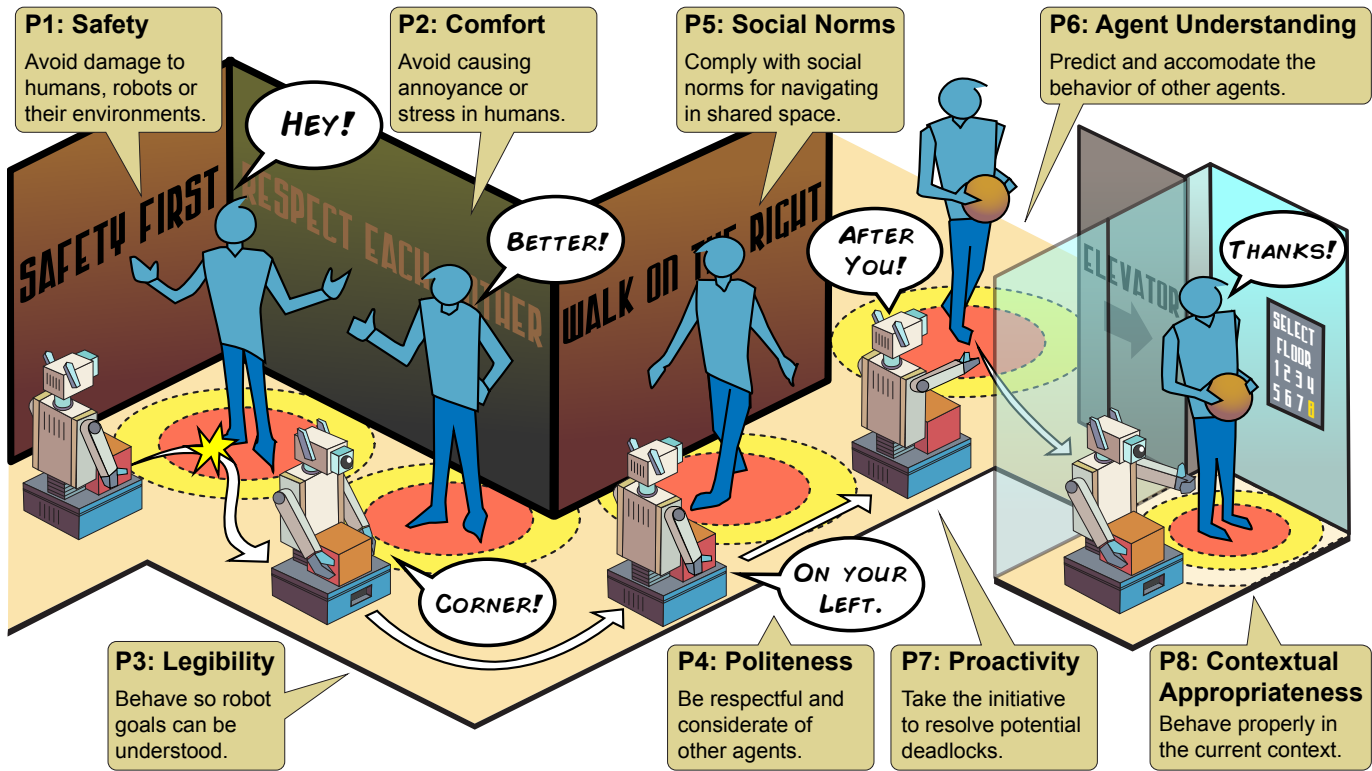 P1: Safety
Avoid damage to
humans, robots or
their environments.
P2: Comfort
Avoid causing
annoyance or
stress in humans.
P5: Social Norms
Comply with social
norms for navigating
in shared space.
P6: Agent Understanding
Predict and accomodate the
behavior of other agents.
HEY!
SAFETY FIRST
RESPECT EACH OTHER
BETTER!
WALK ON THE RIGHT
AFTER
YOU!
ELEVATOR
THANKS!
SELECT
FLOOR
1 2 3 4
5 6 7 8
CORNER!
ON YOUR
LEFT.
P3: Legibility
Behave so robot
goals can be
understood.
P4: Politeness
Be respectful and
considerate of
other agents.
P7: Proactivity
Take the initiative
to resolve potential
deadlocks.
P8: Contextual
Appropriateness
Behave properly in
the current context.